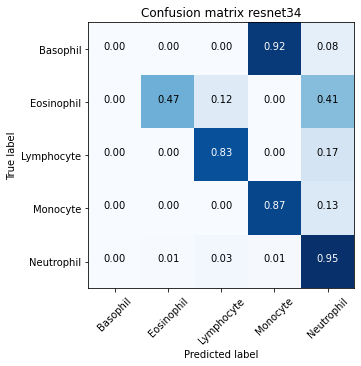 Confusion matrix resnet34
True label
Basophil 0.00 0.00 0.00 0.92 0.08
Eosinophil 0.00 0.47 0.12 0.00 0.41
Lymphocyte 0.00 0.00 0.83 0.00 0.17
Monocyte 0.00 0.00 0.00 0.87 0.13
Neutrophil 0.00 0.01 0.03 0.01 0.95
Basophil Eosinophil Lymphocyte Monocyte Neutrophil
Predicted label